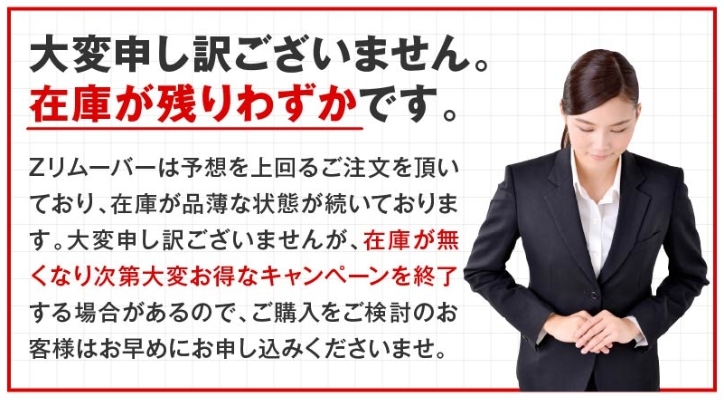 大変申し訳ございません。
在庫が残りわずかです。
Zリムーバーは予想を上回るご注文を頂い
ており、在庫が品薄な状態が続いておりま
す。大変申し訳ございませんが、在庫が無
くなり次第大変お得なキャンペーンを終了
する場合があるので、ご購入をご検討のお
客様はお早めにお申し込みくださいませ。